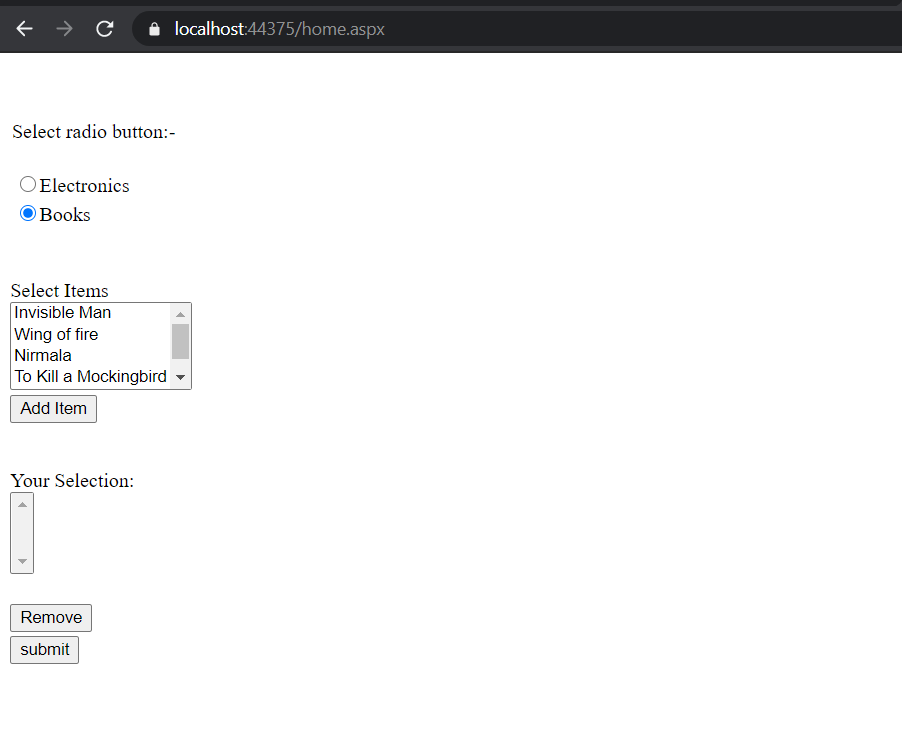 localhost:44375/home.aspx
Select radio button:-
Electronics
Books
Select Items
Invisible Man
Wing of fire
Nirmala
To Kill a Mockingbird
Add Item
Your Selection:
Remove
submit